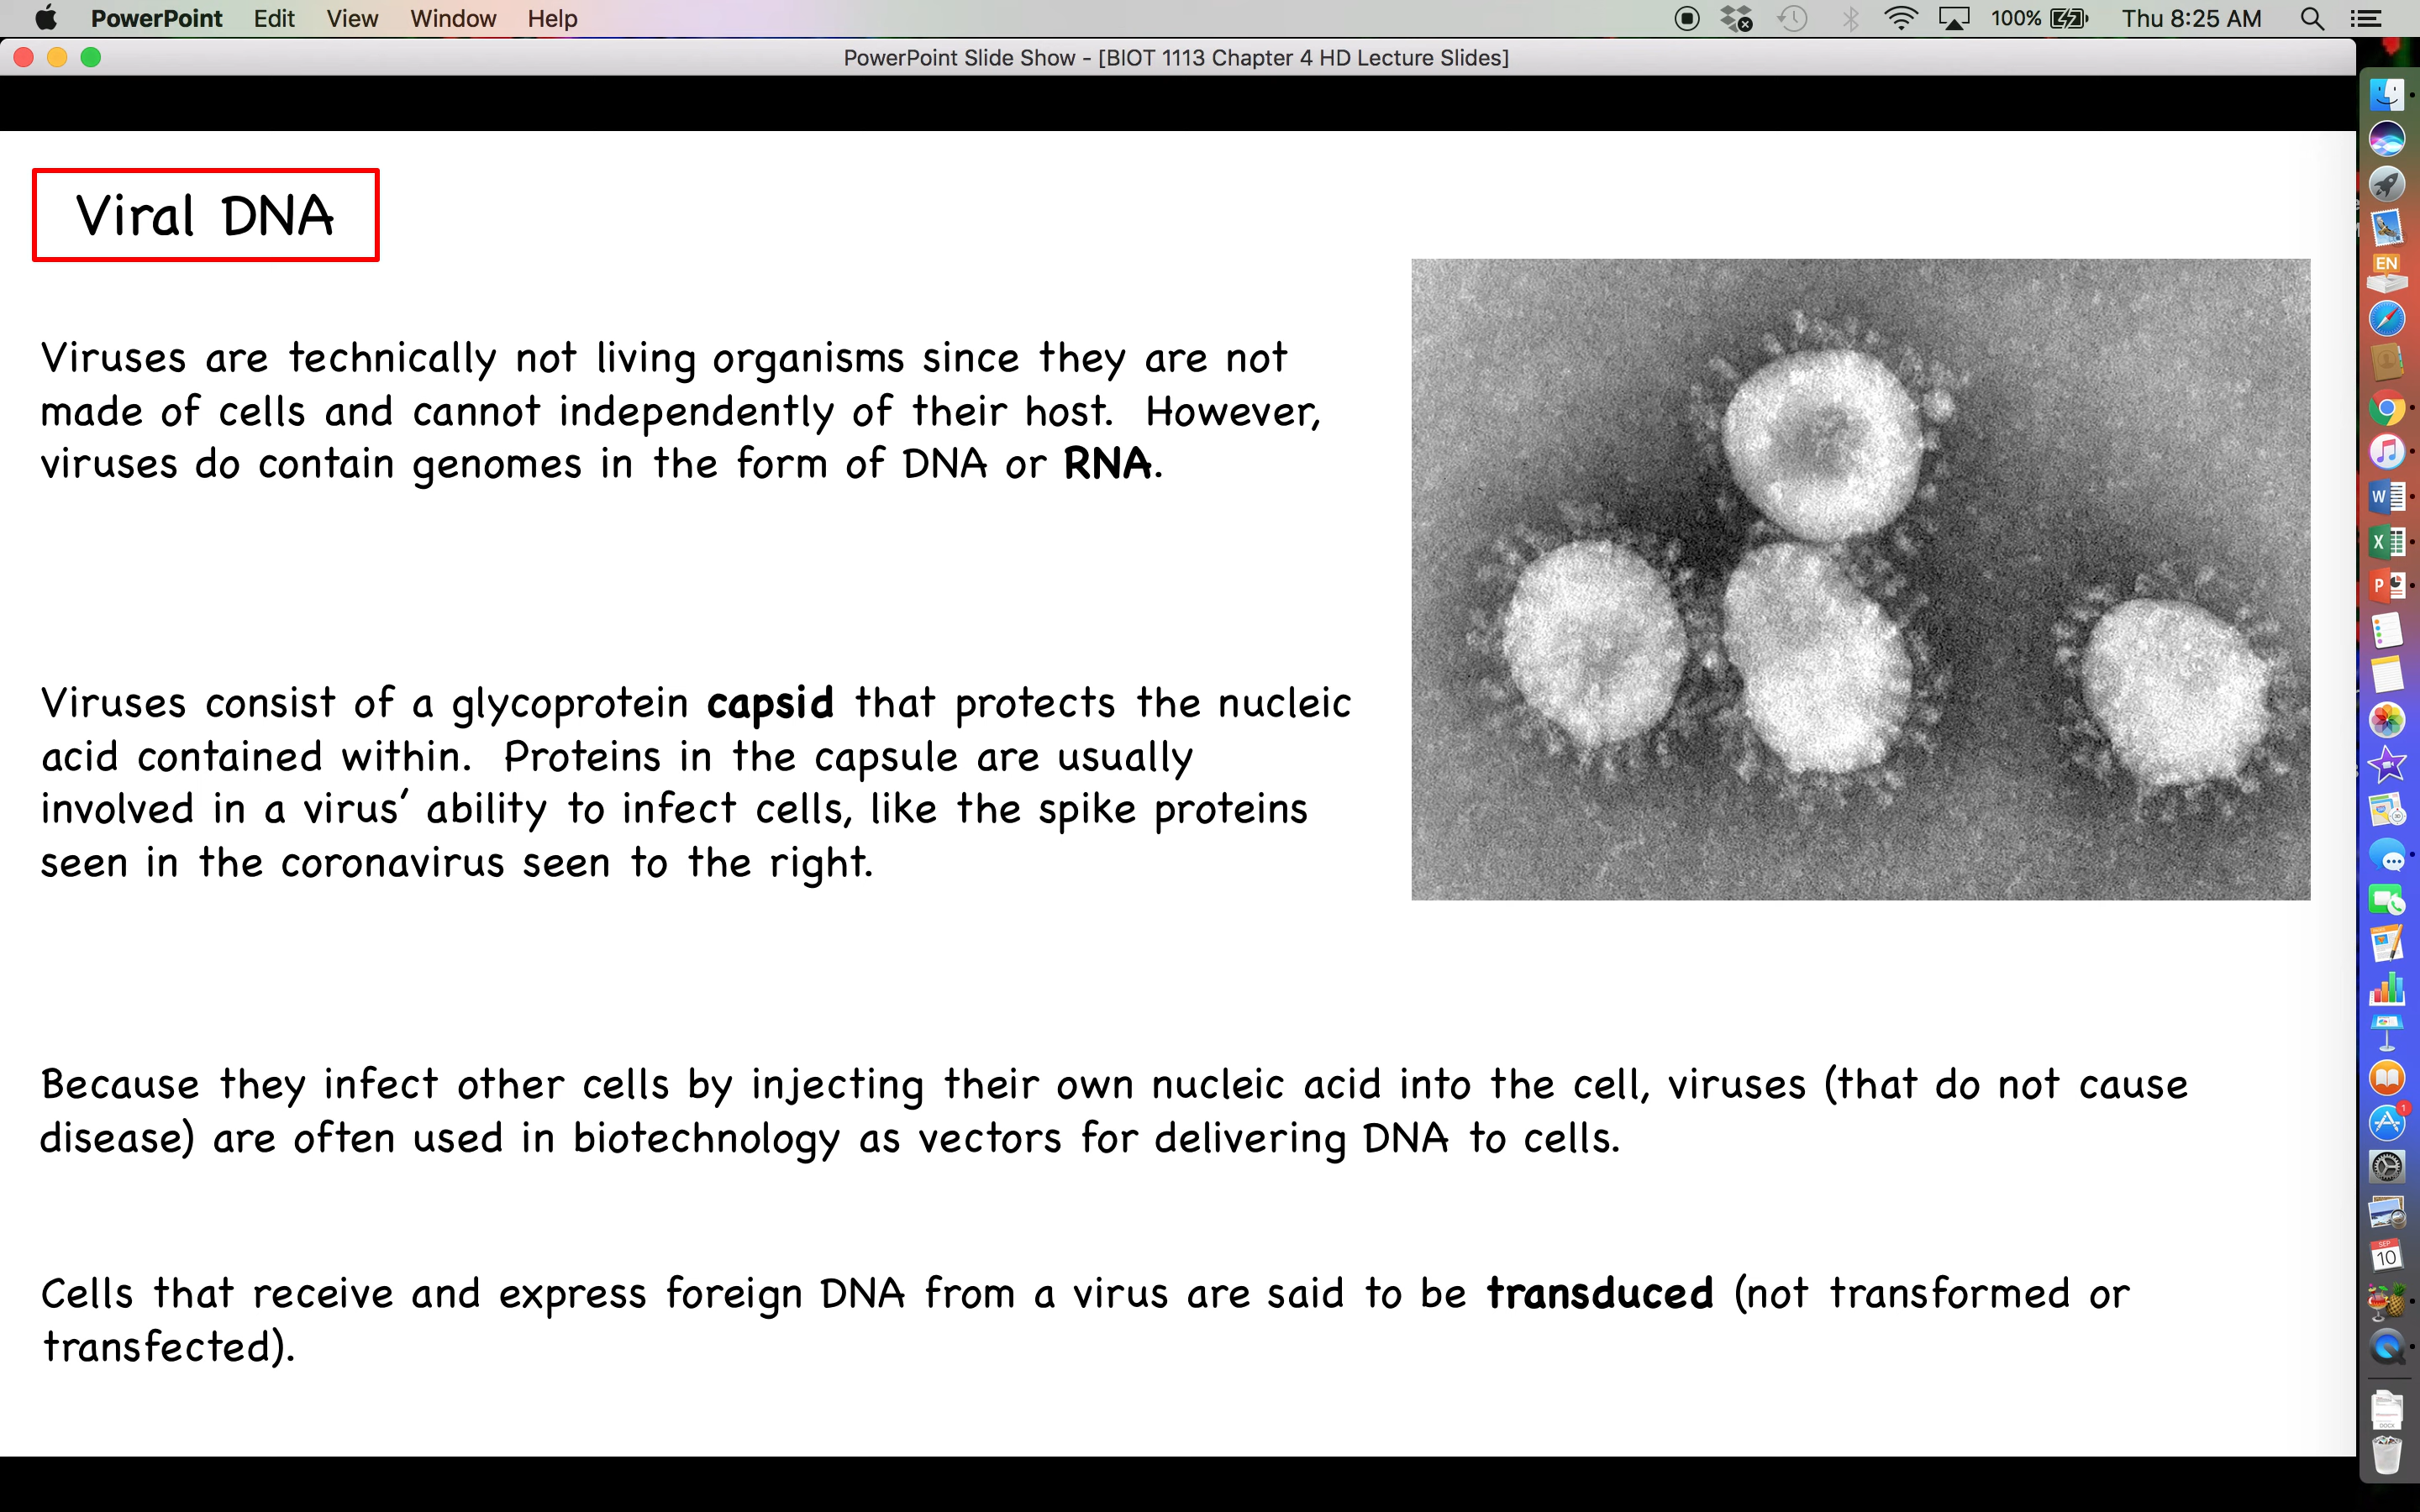 PowerPoint Edit View Window Help 100% Thu 8:25 AM
PowerPoint Slide Show - [BIOT 1113 Chapter 4 HD Lecture Slides]
Viral DNA
Viruses are technically not living organisms since they are not
made of cells and cannot independently of their host. However,
viruses do contain genomes in the form of DNA or RNA.
Viruses consist of a glycoprotein capsid that protects the nucleic
acid contained within. Proteins in the capsule are usually
involved in a virus’ ability to infect cells, like the spike proteins
seen in the coronavirus seen to the right.
Because they infect other cells by injecting their own nucleic acid into the cell, viruses (that do not cause
disease) are often used in biotechnology as vectors for delivering DNA to cells.
Cells that receive and express foreign DNA from a virus are said to be transduced (not transformed or
transfected).
EN
W
X
P
1
SEP
10
DOCX